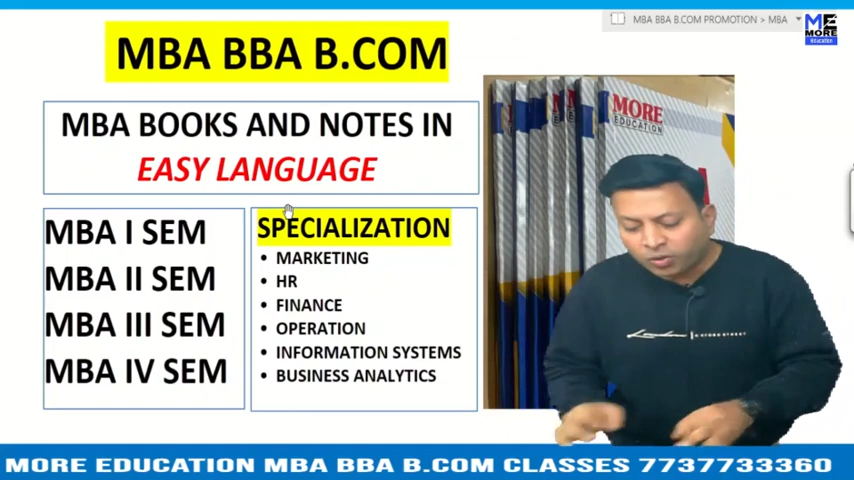 MBA BBA B.COM PROMOTION > MBA
ME
MORE
Education
MBA BBA B.COM
MBA BOOKS AND NOTES IN
EASY LANGUAGE
MBA I SEM
MBA II SEM
MBA III SEM
MBA IV SEM
SPECIALIZATION
• MARKETING
• HR
• FINANCE
• OPERATION
• INFORMATION SYSTEMS
• BUSINESS ANALYTICS
MORE
EDUCATION
MORE EDUCATION MBA BBA B.COM CLASSES 7737733360